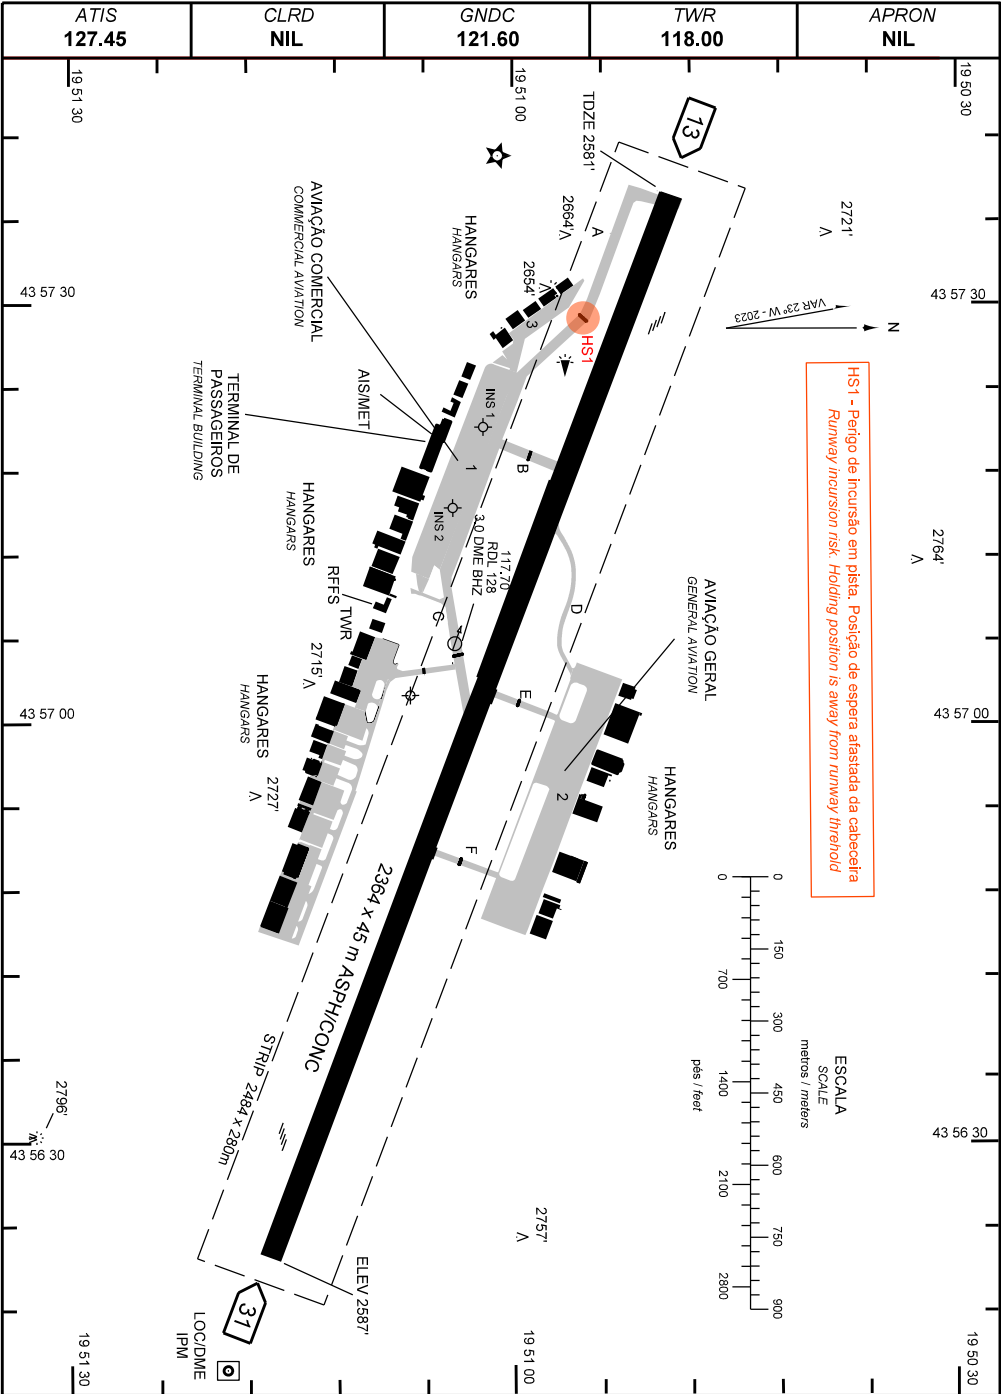 ATIS
127.45
CLRD
NIL
GNDC
121.60
TWR
118.00
APRON
NIL
19 51 30
19 51 00
19 50 30
13
TDZE 2581'
2721'
2664'
A
HANGARES
HANGARS
2654'
3
HS1
AVIAÇÃO COMERCIAL
COMMERCIAL AVIATION
43 57 30
43 57 30
VAR 23° W - 2023
N
HS1 - Perigo de incursão em pista. Posição de espera afastada da cabeceira
Runway incursion risk. Holding position is away from runway threhold
AIS/MET
TERMINAL DE
PASSAGEIROS
TERMINAL BUILDING
INS 1
1
B
INS 2
117.70
RDL 128
3.0 DME BHZ
HANGARES
HANGARS
RFFS
TWR
C
D
2764'
AVIAÇÃO GERAL
GENERAL AVIATION
2715'
E
43 57 00
43 57 00
HANGARES
HANGARS
2727'
2
HANGARES
HANGARS
F
2364 x 45 m ASPH/CONC
STRIP 2484 x 280m
ESCALA
SCALE
metros / meters
0
150
300
450
600
750
900
0
700
1400
2100
2800
pés / feet
2796'
43 56 30
43 56 30
2757'
ELEV 2587'
31
LOC/DME
IPM
19 51 30
19 51 00
19 50 30